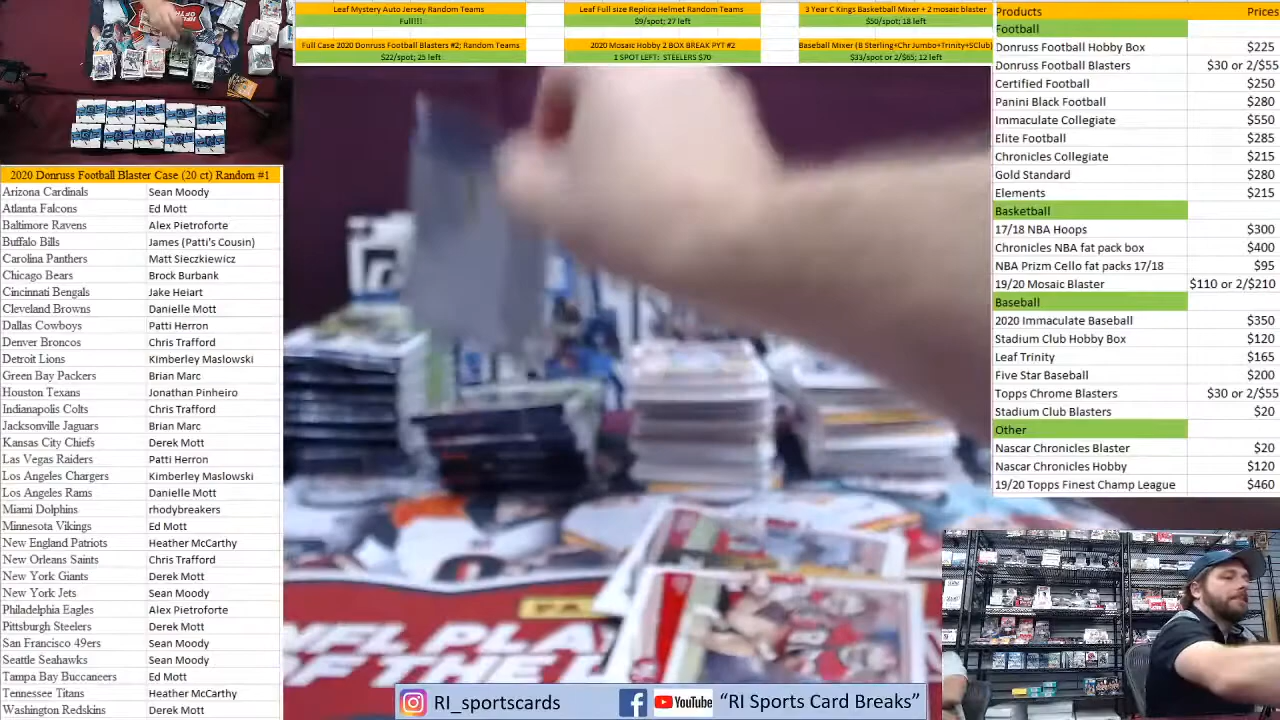 Leaf Mystery Auto Jersey Random Teams
Full!!!!
Leaf Full size Replica Helmet Random Teams
$9/spot; 27 left
3 Year C Kings Basketball Mixer + 2 mosaic blaster
$50/spot; 18 left
Full Case 2020 Donruss Football Blasters #2; Random Teams
$22/spot; 25 left
2020 Mosaic Hobby 2 BOX BREAK PYT #2
1 SPOT LEFT: STEELERS $70
Baseball Mixer (B Sterling+Chr Jumbo+Trinity+SClub)
$33/spot or 2/$65; 12 left
Products Prices
Football
Donruss Football Hobby Box $225
Donruss Football Blasters $30 or 2/$55
Certified Football $250
Panini Black Football $280
Immaculate Collegiate $550
Elite Football $285
Chronicles Collegiate $215
Gold Standard $280
Elements $215
Basketball
17/18 NBA Hoops $300
Chronicles NBA fat pack box $400
NBA Prizm Cello fat packs 17/18 $95
19/20 Mosaic Blaster $110 or 2/$210
Baseball
2020 Immaculate Baseball $350
Stadium Club Hobby Box $120
Leaf Trinity $165
Five Star Baseball $200
Topps Chrome Blasters $30 or 2/$55
Stadium Club Blasters $20
Other
Nascar Chronicles Blaster $20
Nascar Chronicles Hobby $120
19/20 Topps Finest Champ League $460
2020 Donruss Football Blaster Case (20 ct) Random #1
Arizona Cardinals Sean Moody
Atlanta Falcons Ed Mott
Baltimore Ravens Alex Pietroforte
Buffalo Bills James (Patti's Cousin)
Carolina Panthers Matt Sieczkiewicz
Chicago Bears Brock Burbank
Cincinnati Bengals Jake Heiart
Cleveland Browns Danielle Mott
Dallas Cowboys Patti Herron
Denver Broncos Chris Trafford
Detroit Lions Kimberley Maslowski
Green Bay Packers Brian Marc
Houston Texans Jonathan Pinheiro
Indianapolis Colts Chris Trafford
Jacksonville Jaguars Brian Marc
Kansas City Chiefs Derek Mott
Las Vegas Raiders Patti Herron
Los Angeles Chargers Kimberley Maslowski
Los Angeles Rams Danielle Mott
Miami Dolphins rhodybreakers
Minnesota Vikings Ed Mott
New England Patriots Heather McCarthy
New Orleans Saints Chris Trafford
New York Giants Derek Mott
New York Jets Sean Moody
Philadelphia Eagles Alex Pietroforte
Pittsburgh Steelers Derek Mott
San Francisco 49ers Sean Moody
Seattle Seahawks Sean Moody
Tampa Bay Buccaneers Ed Mott
Tennessee Titans Heather McCarthy
Washington Redskins Derek Mott
RI_sportscards
YouTube "RI Sports Card Breaks"